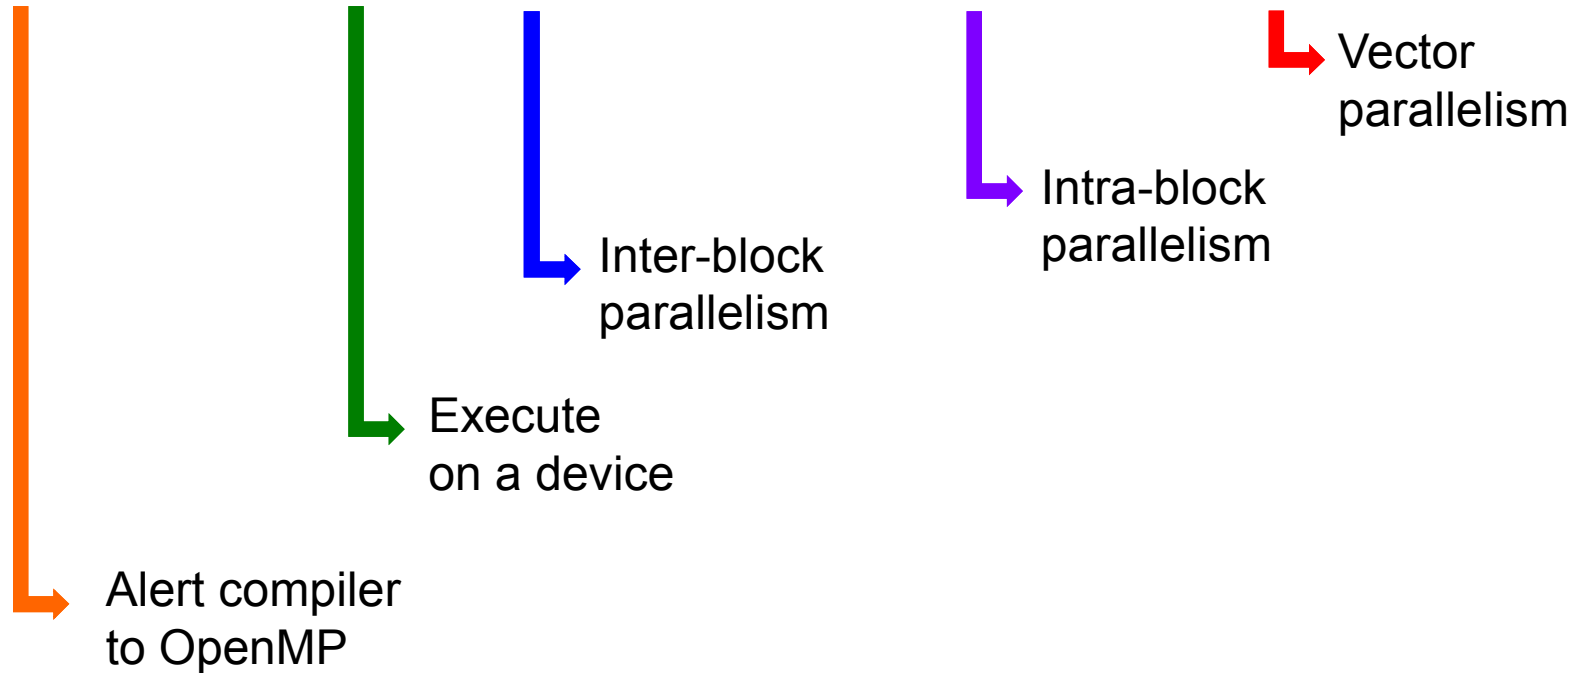 Vector
parallelism
Intra-block
parallelism
Inter-block
parallelism
Execute
on a device
Alert compiler
to OpenMP